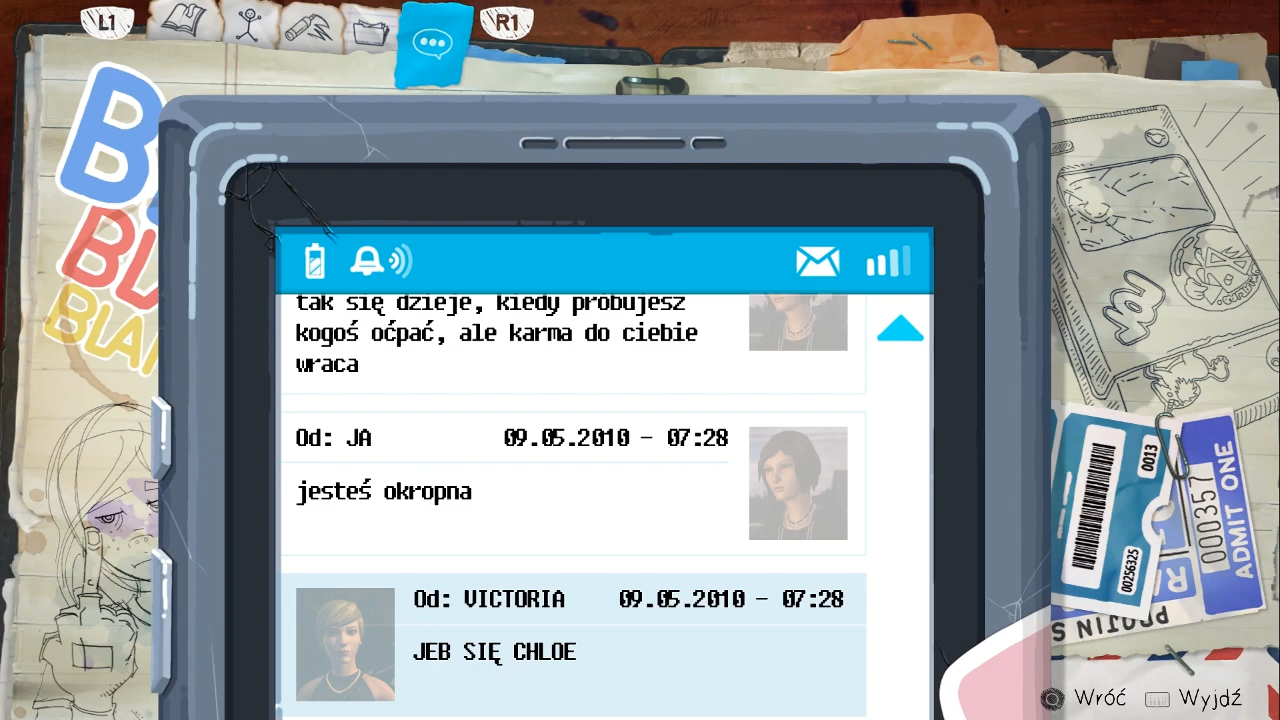 L1
R1
tak się dzieje, kiedy próbujesz
kogoś oćpać, ale karma do ciebie
wraca
Od: JA
09.05.2010 - 07:28
jesteś okropna
Od: VICTORIA
09.05.2010 - 07:28
JEB SIĘ CHLOE
0013
00256325
000357
ADMIT ONE
Wróć
Wyjdź